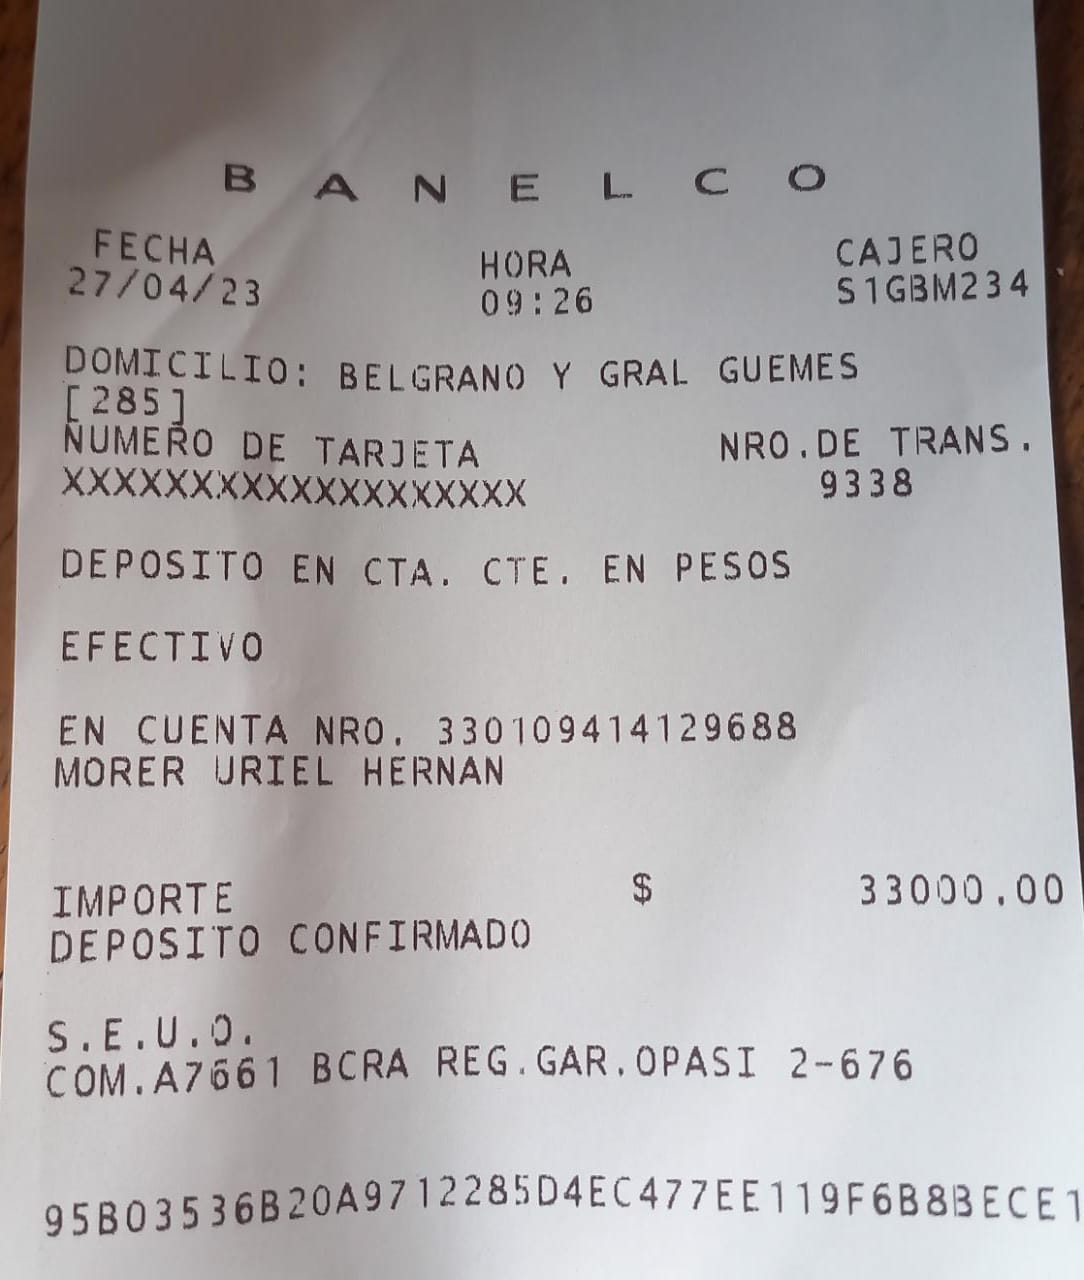 B A N E L C O
FECHA HORA CAJERO
27/04/23 09:26 S1GBM234
DOMICILIO: BELGRANO Y GRAL GUEMES
[285]
NUMERO DE TARJETA NRO.DE TRANS.
XXXXXXXXXXXXXXXXXXX 9338
DEPOSITO EN CTA. CTE. EN PESOS
EFECTIVO
EN CUENTA NRO. 330109414129688
MORER URIEL HERNAN
IMPORTE $ 33000.00
DEPOSITO CONFIRMADO
S.E.U.O.
COM.A7661 BCRA REG.GAR.OPASI 2-676
95B03536B20A9712285D4EC477EE119F6B8BECE1